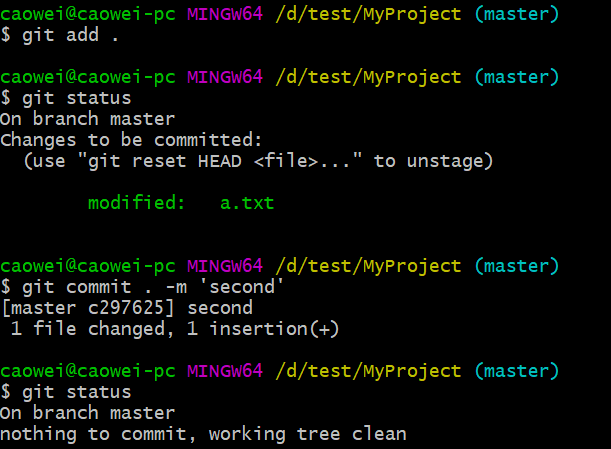 caowei@caowei-pc MINGW64 /d/test/MyProject (master)
$ git add .
caowei@caowei-pc MINGW64 /d/test/MyProject (master)
$ git status
On branch master
Changes to be committed:
  (use "git reset HEAD <file>..." to unstage)
        modified:   a.txt
caowei@caowei-pc MINGW64 /d/test/MyProject (master)
$ git commit . -m 'second'
[master c297625] second
 1 file changed, 1 insertion(+)
caowei@caowei-pc MINGW64 /d/test/MyProject (master)
$ git status
On branch master
nothing to commit, working tree clean